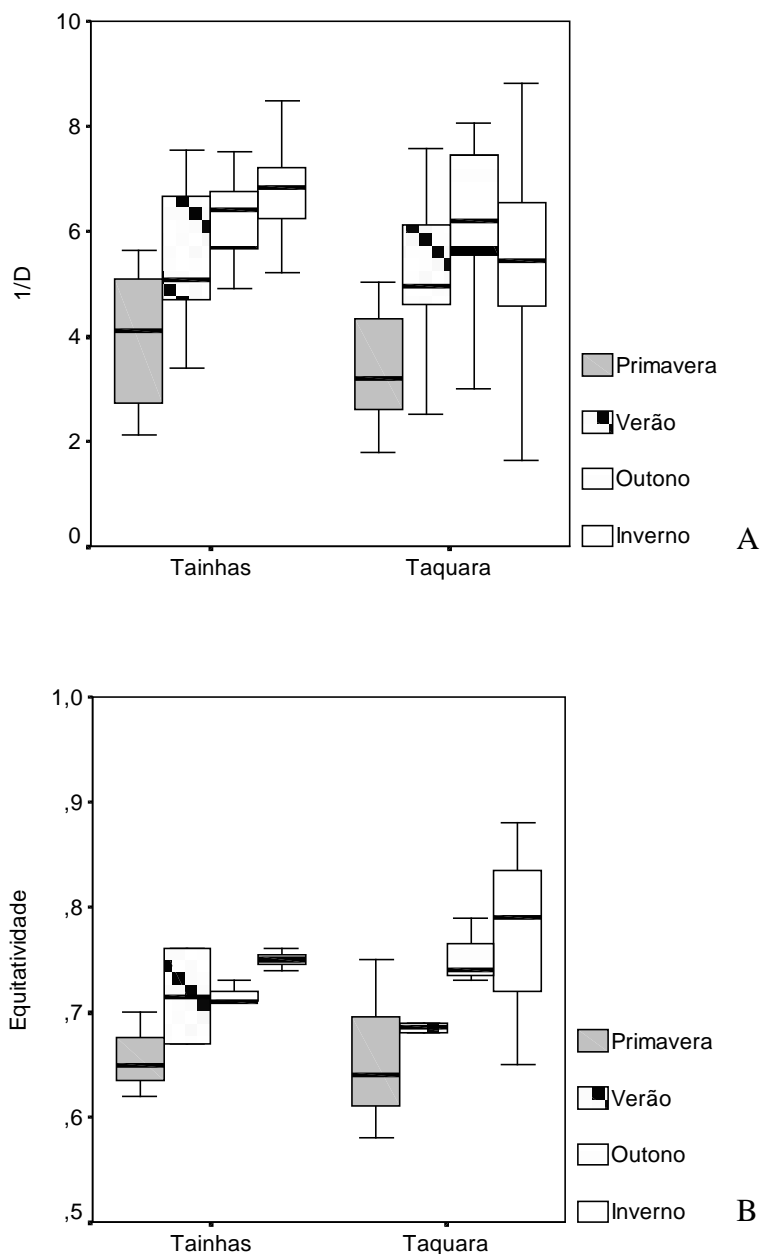 10
8
6
4
2
0
1/D
Tainhas
Taquara
Primavera
Verão
Outono
Inverno
A
1,0
,9
,8
,7
,6
,5
Equitatividade
Tainhas
Taquara
Primavera
Verão
Outono
Inverno
B